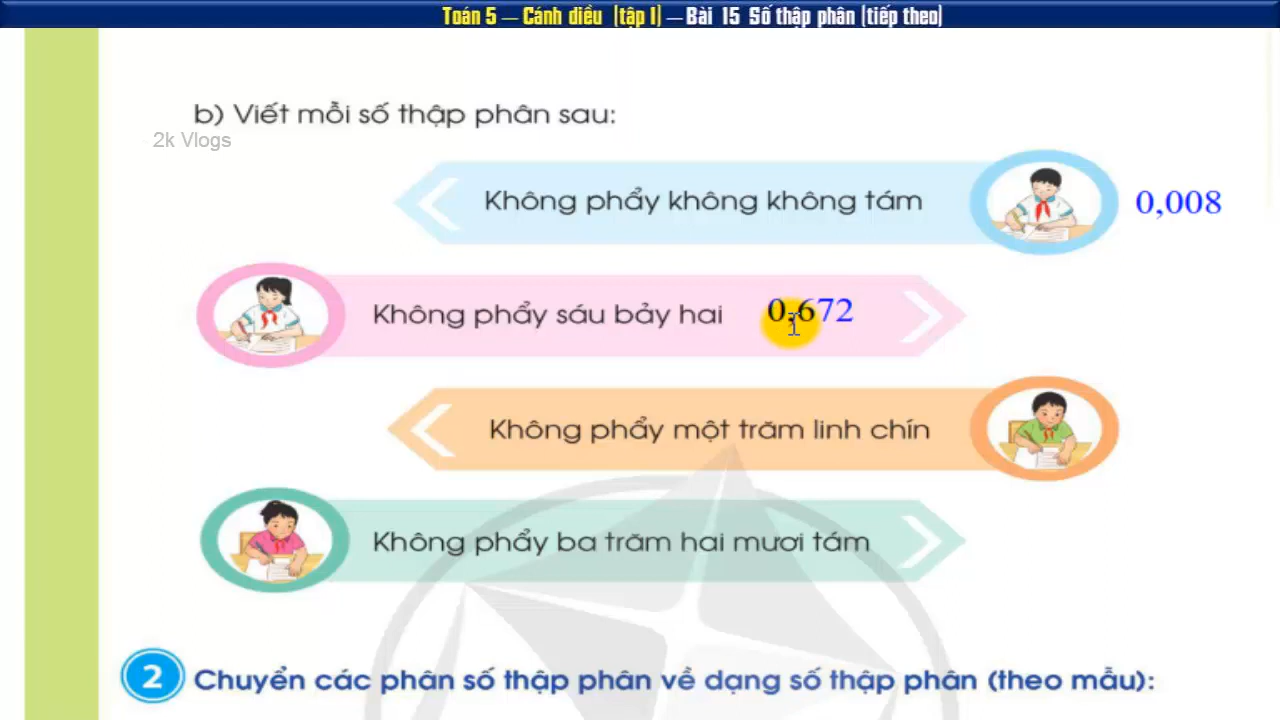 Toán 5 – Cánh diều (tập 1) – Bài 15 Số thập phân (tiếp theo)
b) Viết mỗi số thập phân sau:
2k Vlogs
Không phẩy không không tám 0,008
Không phẩy sáu bảy hai 0,672
Không phẩy một trăm linh chín
Không phẩy ba trăm hai mươi tám
2 Chuyển các phân số thập phân về dạng số thập phân (theo mẫu):